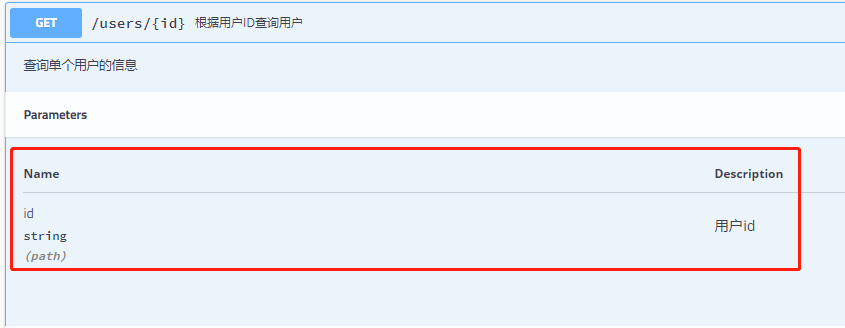 GET /users/{id} 根据用户ID查询用户
查询单个用户的信息
Parameters
Name Description
id
string 用户id
(path)